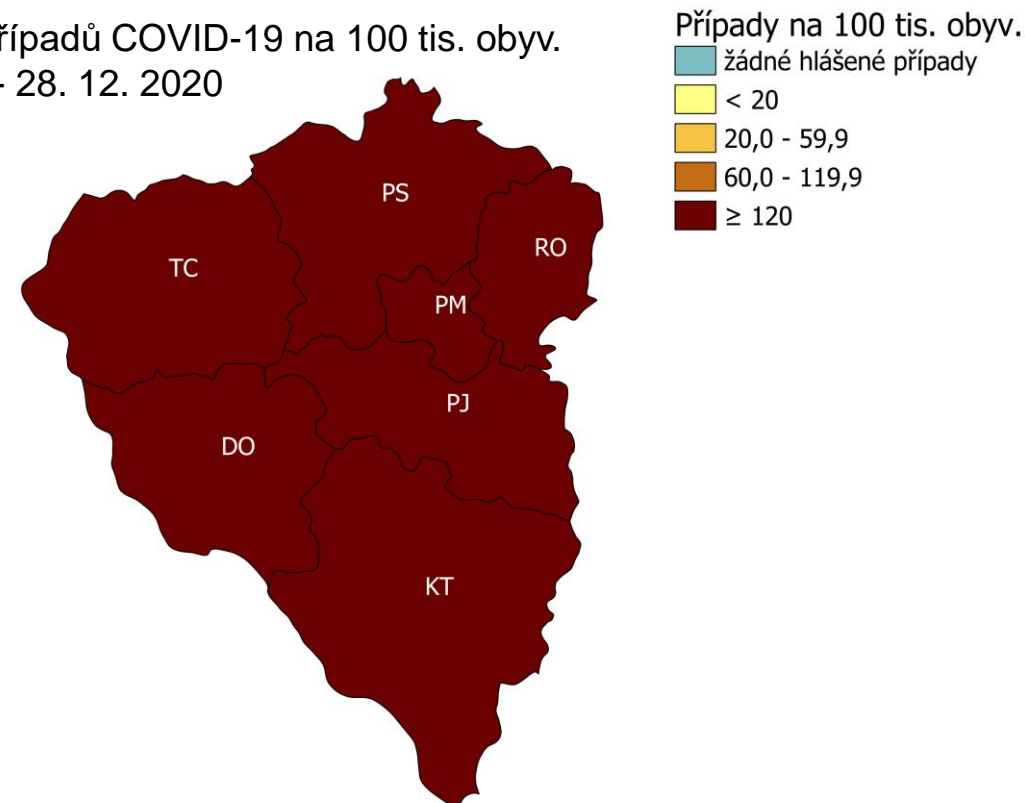 řípadů COVID-19 na 100 tis. obyv.
- 28. 12. 2020
Případy na 100 tis. obyv.
žádné hlášené případy
< 20
20,0 - 59,9
60,0 - 119,9
≥ 120
PS
RO
TC
PM
PJ
DO
KT